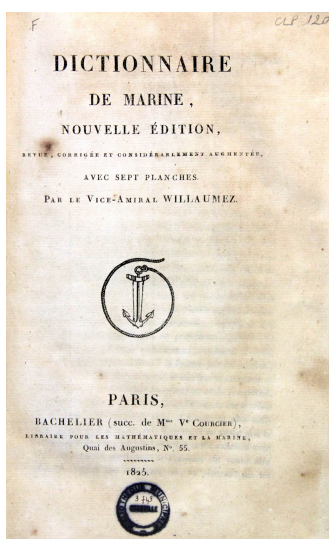 F
CLP 120
DICTIONNAIRE
DE MARINE,
NOUVELLE ÉDITION,
REVUE, CORRIGÉE ET CONSIDÉRABLEMENT AUGMENTÉE,
AVEC SEPT PLANCHES.
PAR LE VICE-AMIRAL WILLAUMEZ.
PARIS,
BACHELIER (succ. de Mme Ve COURCIER),
LIBRAIRE POUR LES MATHÉMATIQUES ET LA MARINE,
Quai des Augustins, No. 55.
1825.